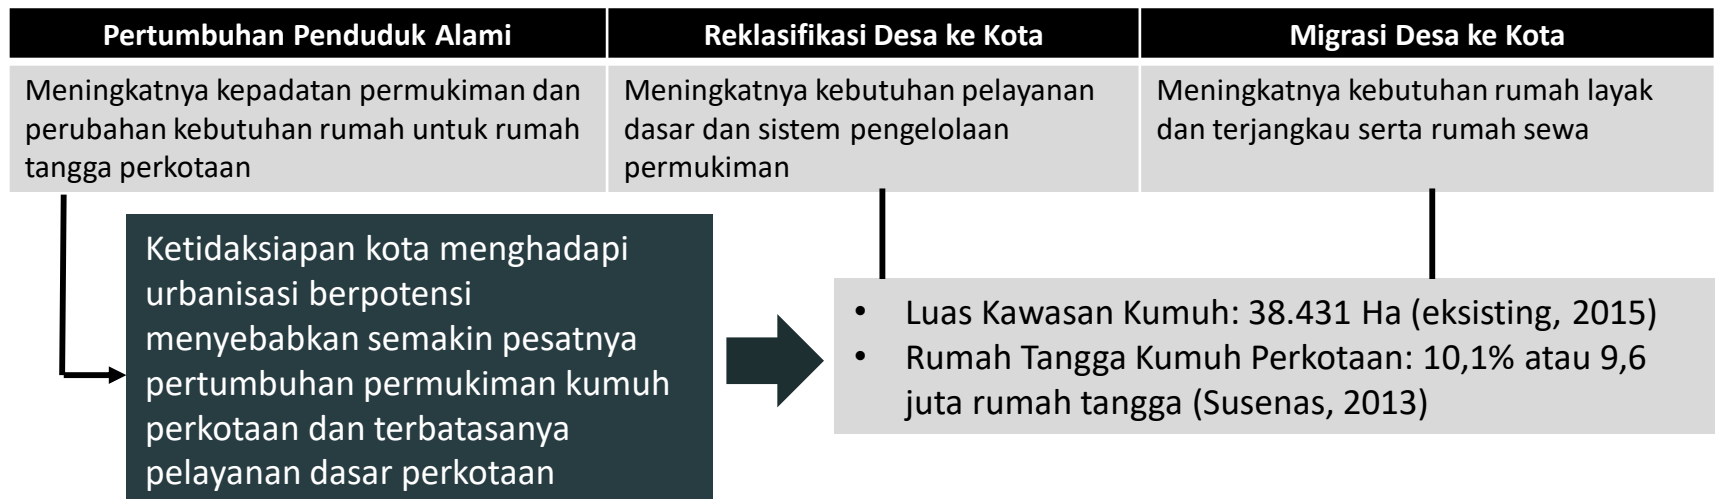 Pertumbuhan Penduduk Alami
Reklasifikasi Desa ke Kota
Migrasi Desa ke Kota
Meningkatnya kepadatan permukiman dan
perubahan kebutuhan rumah untuk rumah
tangga perkotaan
Meningkatnya kebutuhan pelayanan
dasar dan sistem pengelolaan
permukiman
Meningkatnya kebutuhan rumah layak
dan terjangkau serta rumah sewa
Ketidaksiapan kota menghadapi
urbanisasi berpotensi
menyebabkan semakin pesatnya
pertumbuhan permukiman kumuh
perkotaan dan terbatasanya
pelayanan dasar perkotaan
• Luas Kawasan Kumuh: 38.431 Ha (eksisting, 2015)
• Rumah Tangga Kumuh Perkotaan: 10,1% atau 9,6
juta rumah tangga (Susenas, 2013)